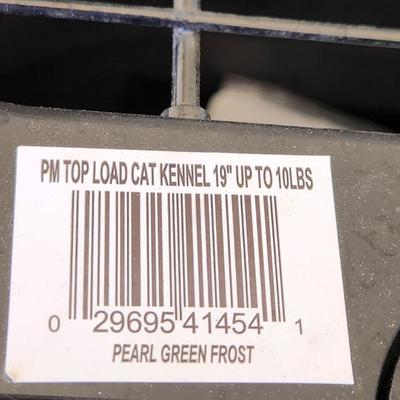 PM TOP LOAD CAT KENNEL 19" UP TO 10LBS
0 29695 41454 1
PEARL GREEN FROST